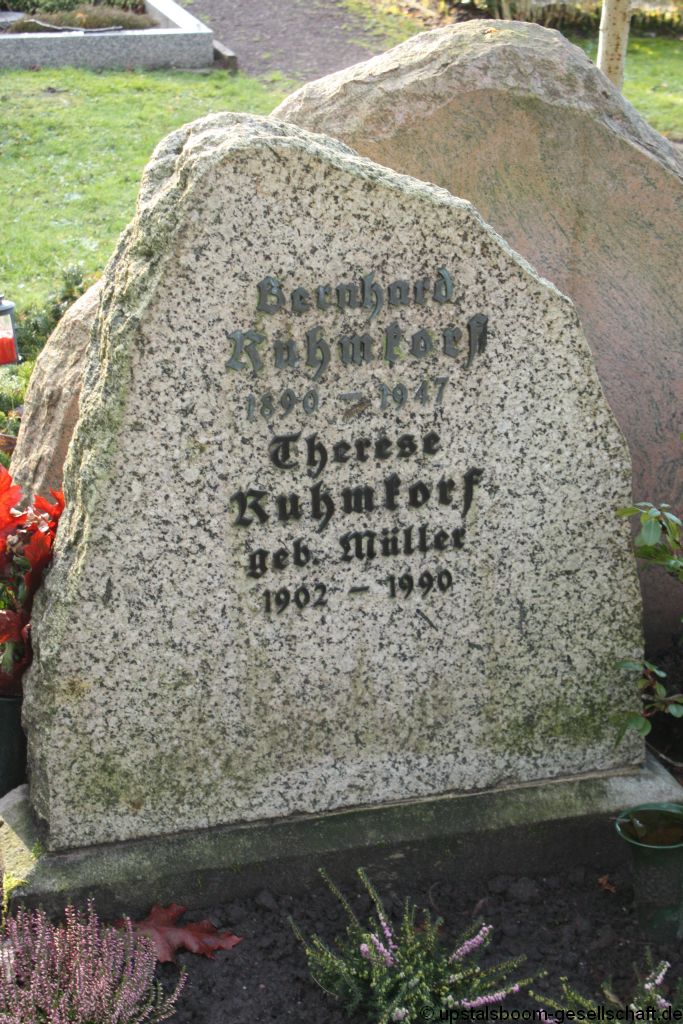 Bernhard
Ruhmkorf
1890 - 1947
Therese
Ruhmkorf
geb. Müller
1902 - 1990
© upstalsboom-gesellschaft.de